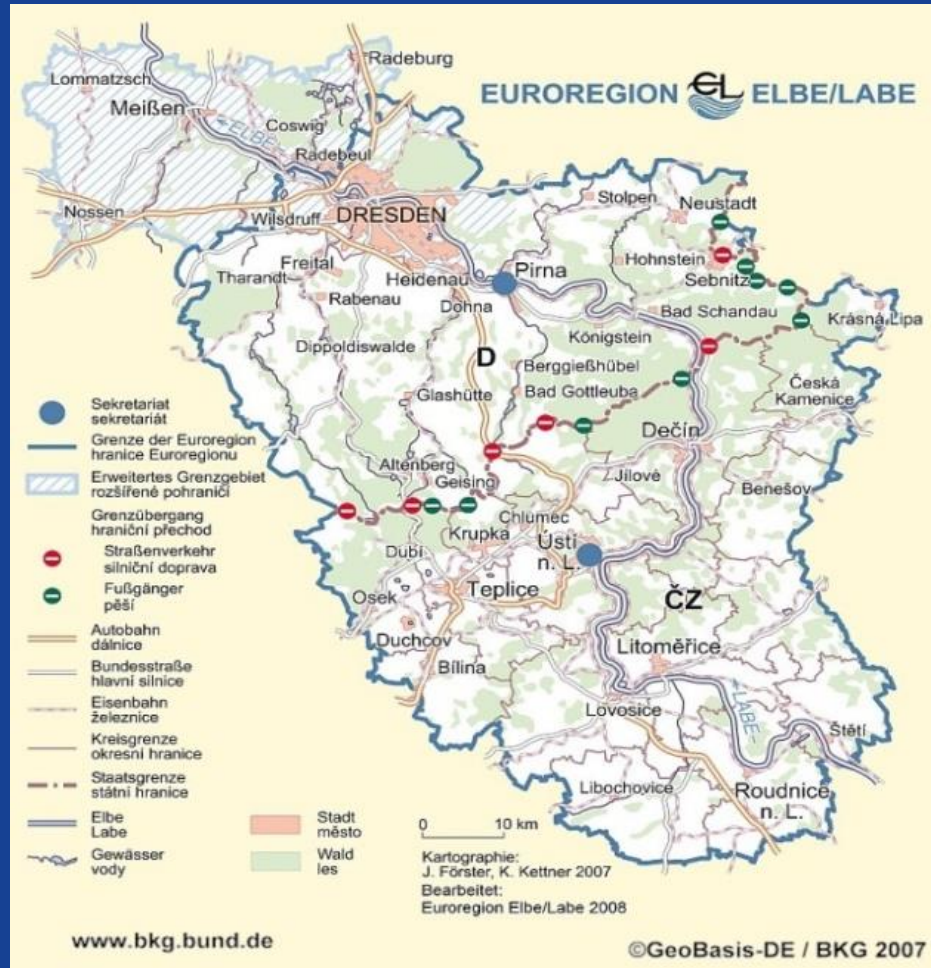 EUROREGION EL ELBE/LABE
Radeburg
Lommatzsch
Meißen
Coswig
ELBE
Radebeul
Nossen
Wilsdruff
DRESDEN
Stolpen
Neustadt
Freital
Heidenau
Pirna
Hohnstein
Sebnitz
Tharandt
Rabenau
Dohna
Bad Schandau
Krásná Lipa
Königstein
Dippoldiswalde
D
Berggießhübel
Bad Gottleuba
Glashütte
Česká
Kamenice
Děčín
Altenberg
Geising
Jílové
Benešov
Chlumec
Krupka
Ústí
n. L.
Dubí
Osek
Teplice
ČZ
Duchcov
Bílina
Litoměřice
Lovosice
LABE
Štětí
Libochovice
Roudnice
n. L.
Sekretariat
sekretariát
Grenze der Euroregion
hranice Euroregionu
Erweitertes Grenzgebiet
rozšířené pohraničí
Grenzübergang
hraniční přechod
Straßenverkehr
silniční doprava
Fußgänger
pěší
Autobahn
dálnice
Bundesstraße
hlavní silnice
Eisenbahn
železnice
Kreisgrenze
okresní hranice
Staatsgrenze
státní hranice
Elbe
Labe
Gewässer
vody
Stadt
město
Wald
les
0 10 km
Kartographie:
J. Förster, K. Kettner 2007
Bearbeitet:
Euroregion Elbe/Labe 2008
www.bkg.bund.de
©GeoBasis-DE / BKG 2007